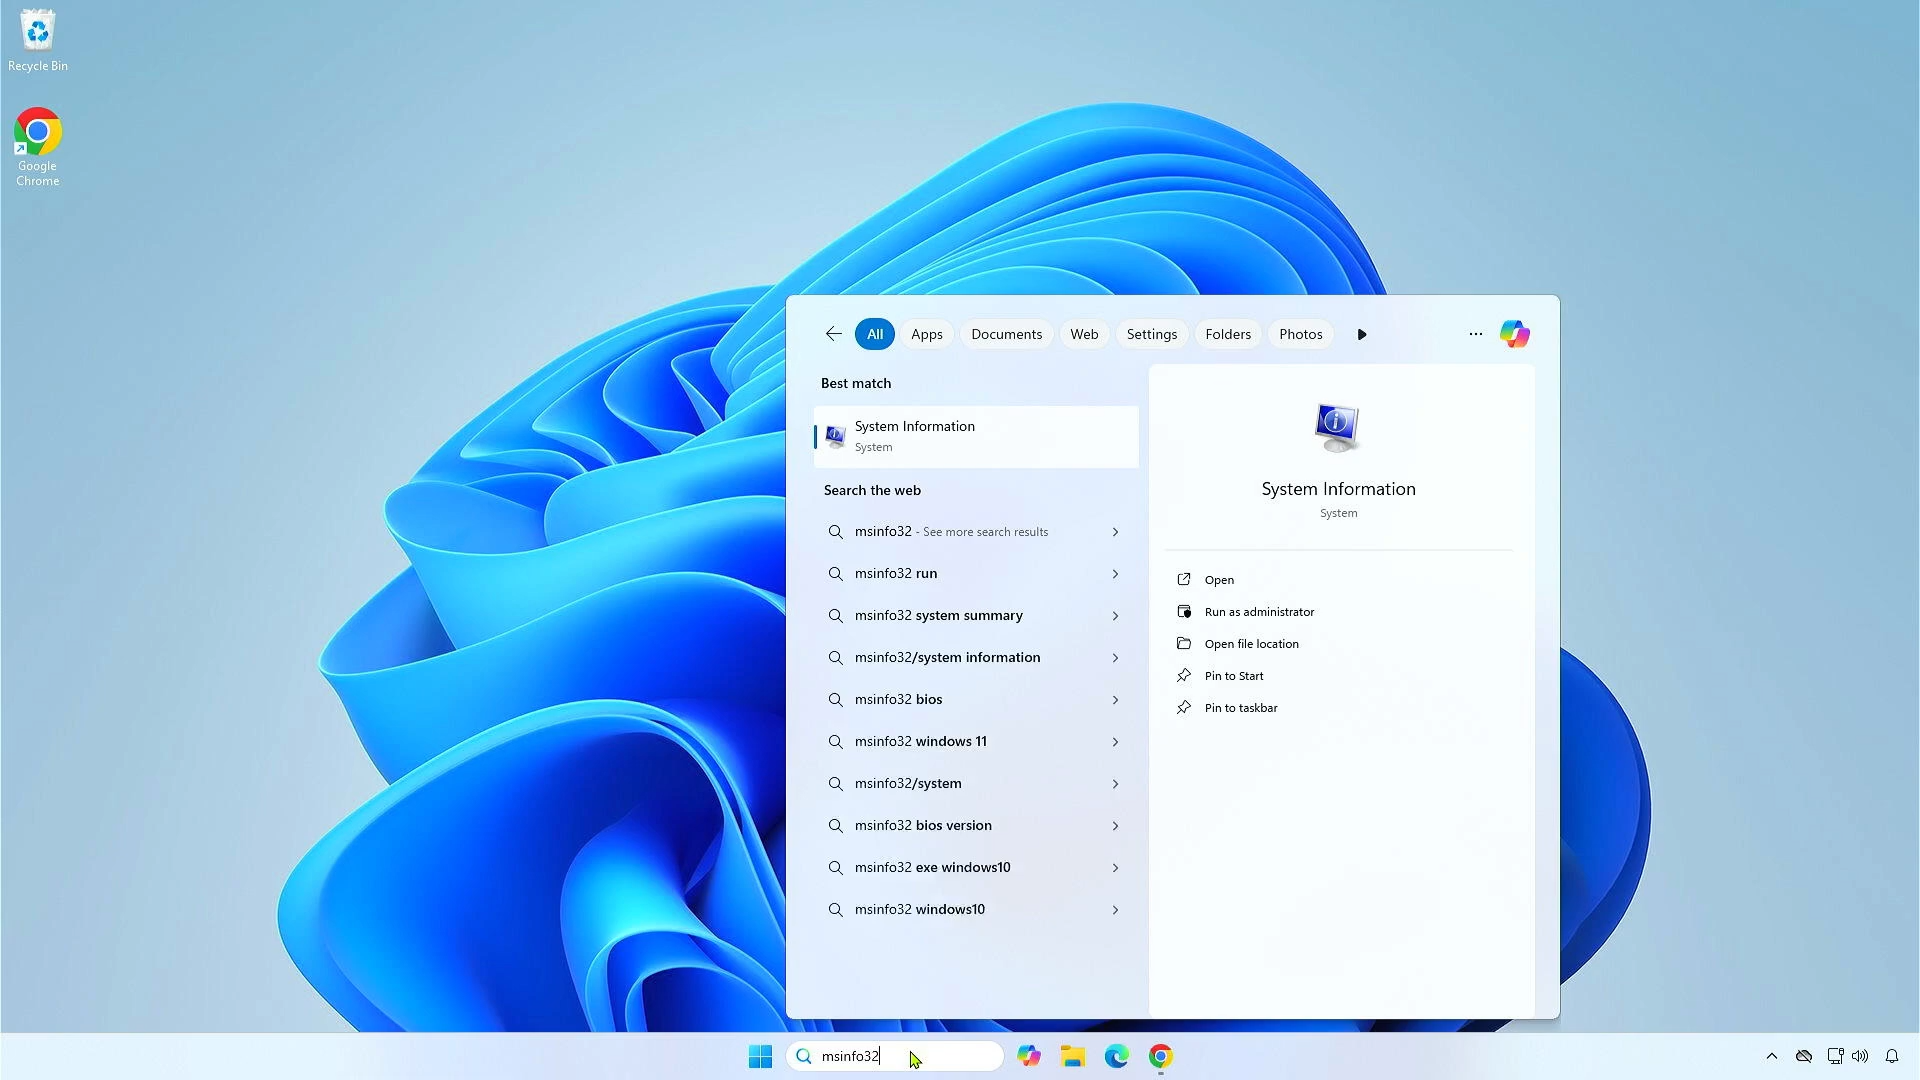 Recycle Bin
Google
Chrome
All
Apps
Documents
Web
Settings
Folders
Photos
Best match
System Information
System
Search the web
msinfo32 - See more search results
msinfo32 run
msinfo32 system summary
msinfo32/system information
msinfo32 bios
msinfo32 windows 11
msinfo32/system
msinfo32 bios version
msinfo32 exe windows10
msinfo32 windows10
System Information
System
Open
Run as administrator
Open file location
Pin to Start
Pin to taskbar
msinfo32